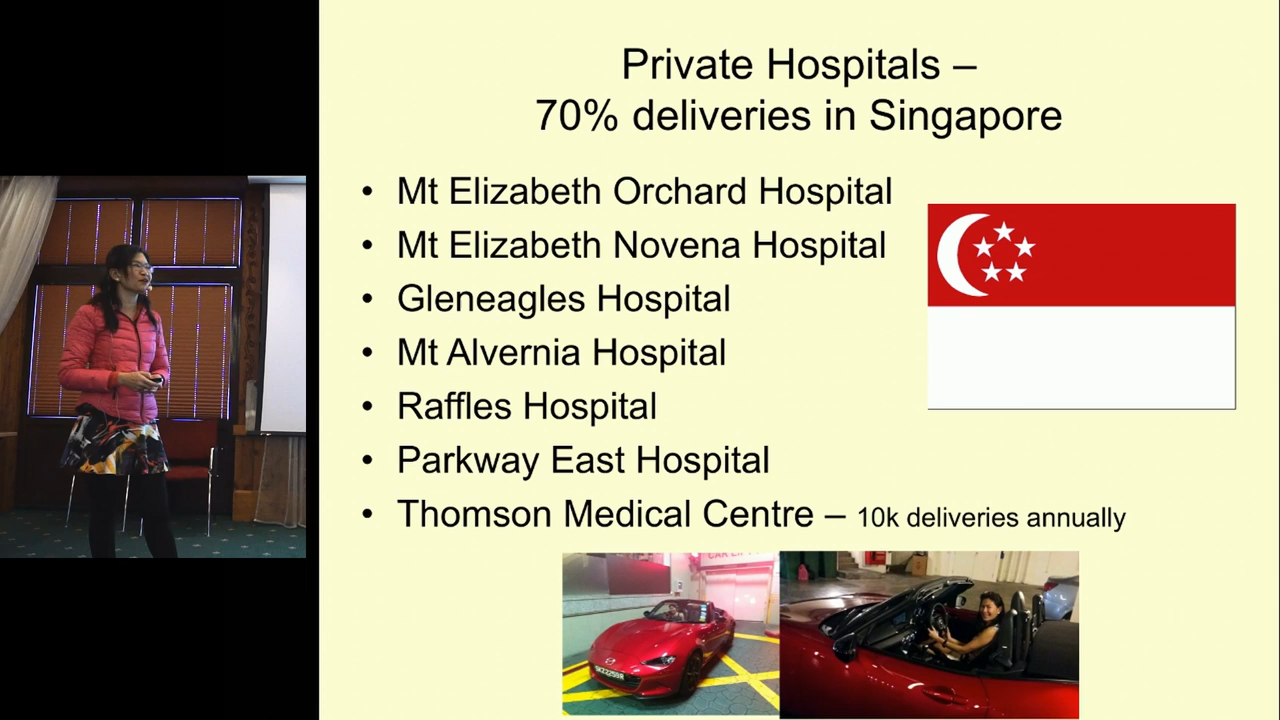 Private Hospitals –
70% deliveries in Singapore
• Mt Elizabeth Orchard Hospital
• Mt Elizabeth Novena Hospital
• Gleneagles Hospital
• Mt Alvernia Hospital
• Raffles Hospital
• Parkway East Hospital
• Thomson Medical Centre – 10k deliveries annually